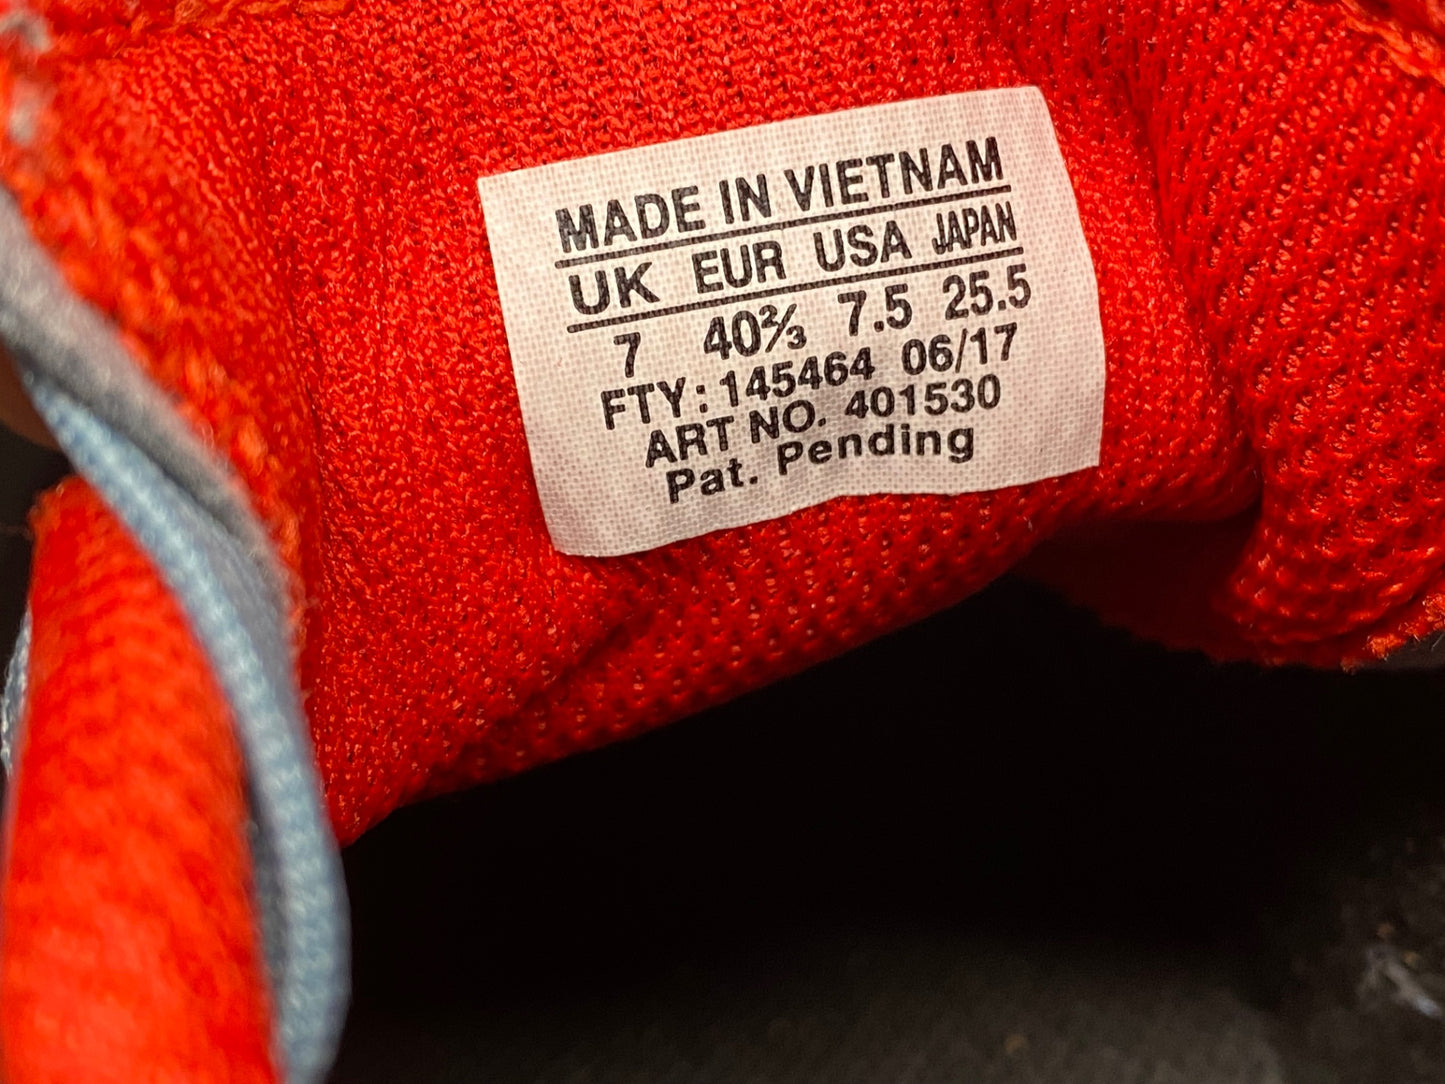 MADE IN VIETNAM
UK EUR USA JAPAN
7 40⅔ 7.5 25.5
FTY: 145464 06/17
ART NO. 401530
Pat. Pending